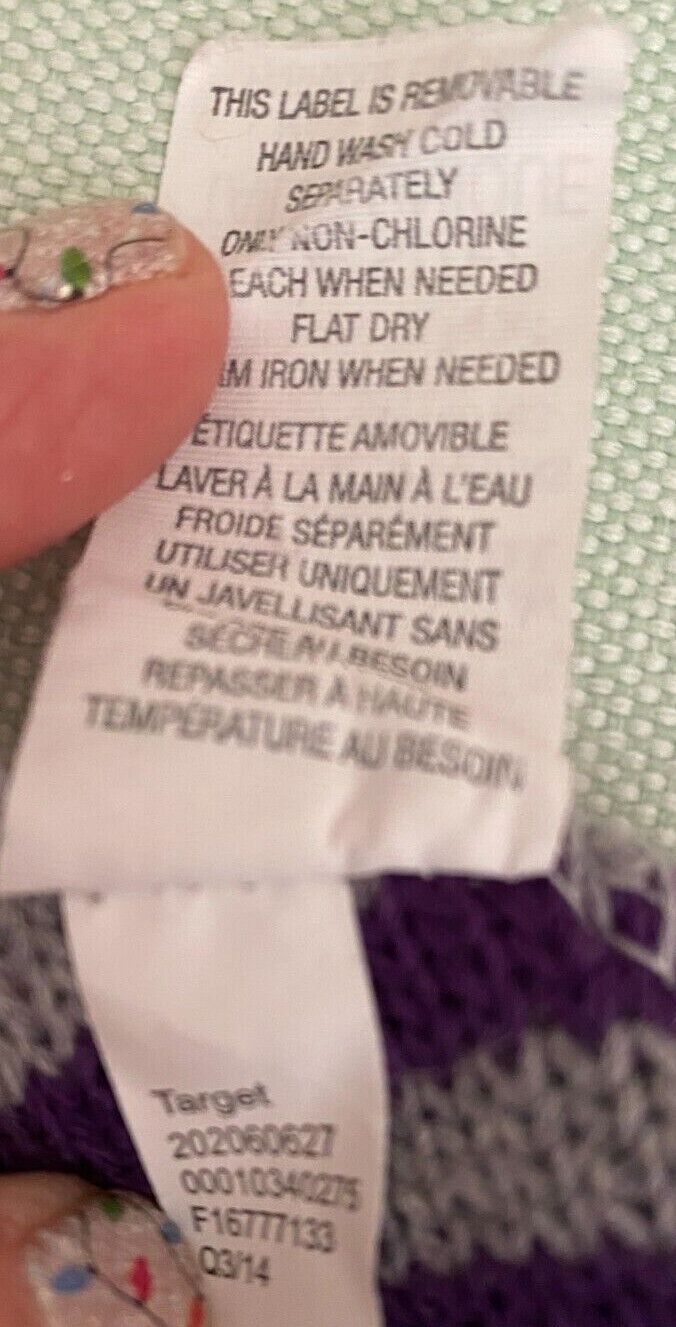 THIS LABEL IS REMOVABLE
HAND WASH COLD
SEPARATELY
ONLY NON-CHLORINE
EACH WHEN NEEDED
FLAT DRY
M IRON WHEN NEEDED
ÉTIQUETTE AMOVIBLE
LAVER À LA MAIN À L'EAU
FROIDE SÉPARÉMENT
UTILISER UNIQUEMENT
UN JAVELLISANT SANS
BESOIN
REPASSER À HAUTE
TEMPÉRATURE AU BESOIN
Target
202060627
00010340275
F16777133
Q3/14